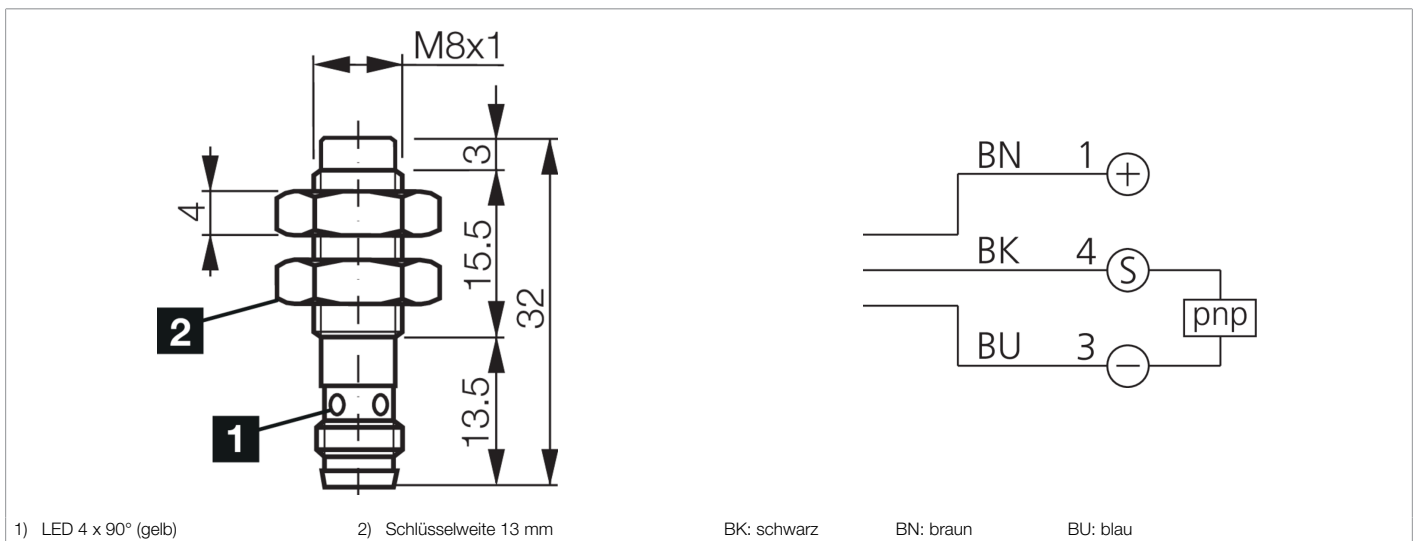 M8x1
3
4
15.5
32
13.5
2
1
BN 1 +
BK 4 S
pnp
BU 3 −
1) LED 4 x 90° (gelb) 2) Schlüsselweite 13 mm BK: schwarz BN: braun BU: blau